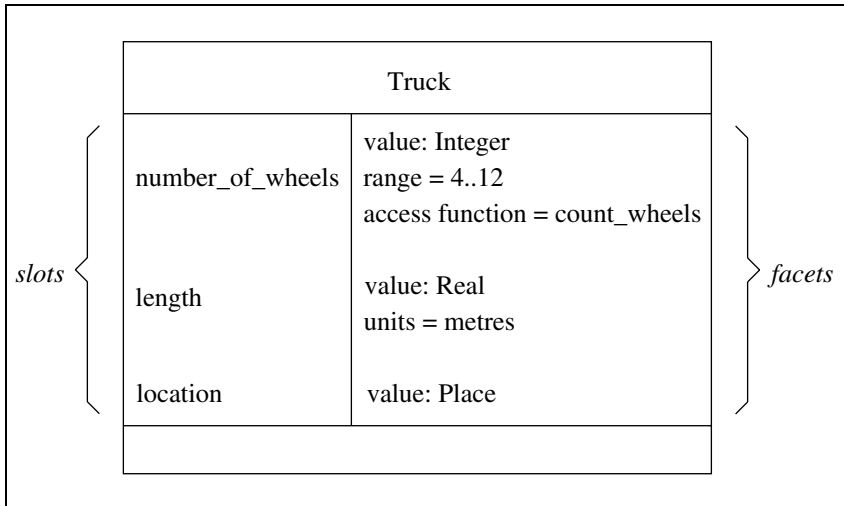 Truck
slots
number_of_wheels
value: Integer
range = 4..12
access function = count_wheels
length
value: Real
units = metres
location
value: Place
facets